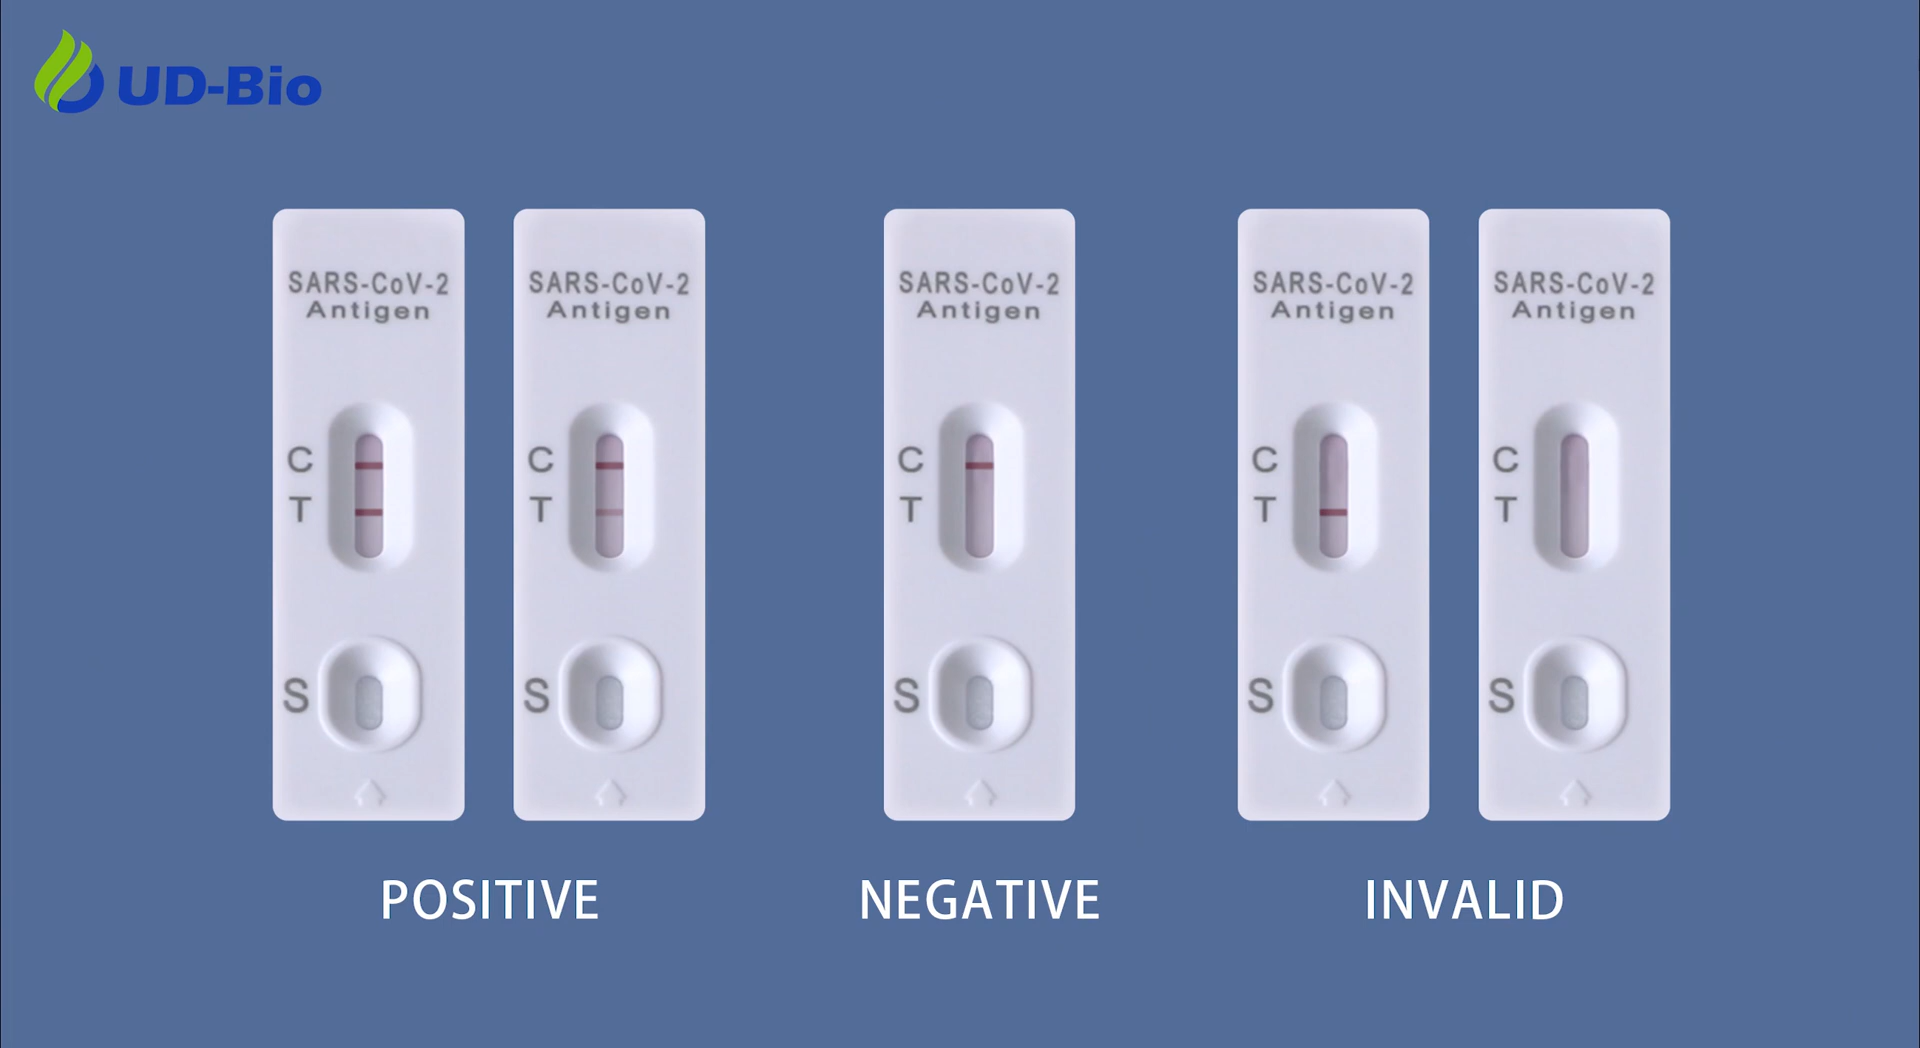 UD-Bio
SARS-CoV-2
Antigen
C
T
S
SARS-CoV-2
Antigen
C
T
S
SARS-CoV-2
Antigen
C
T
S
SARS-CoV-2
Antigen
C
T
S
SARS-CoV-2
Antigen
C
T
S
POSITIVE
NEGATIVE
INVALID